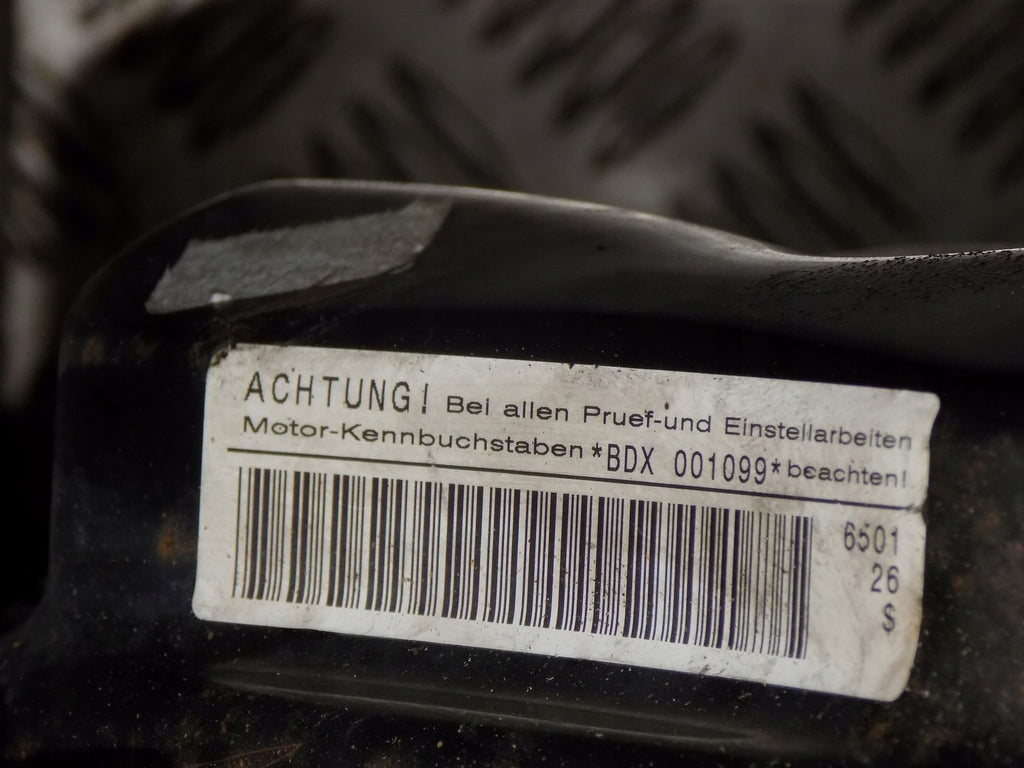 ACHTUNG! Bei allen Pruef-und Einstellarbeiten
Motor-Kennbuchstaben *BDX 001099* beachten!
6501
26
$